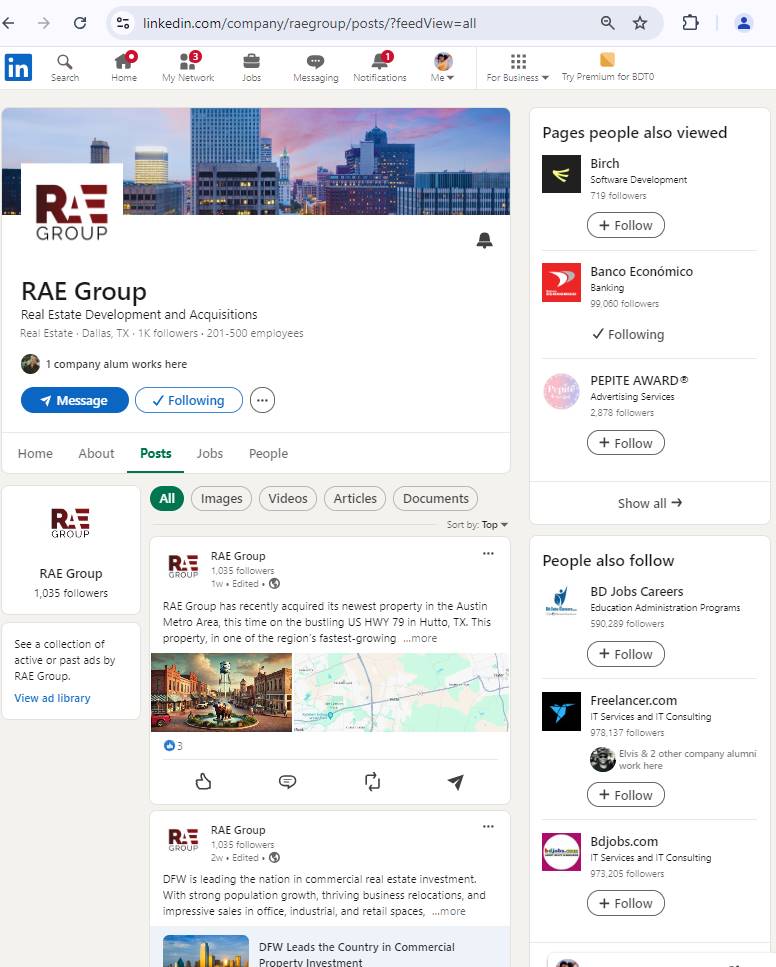 linkedin.com/company/raegroup/posts/?feedView=all
in
Search
Home
3
My Network
Jobs
Messaging
1
Notifications
Me
For Business
Try Premium for BDT0
RAE
GROUP
RAE Group
Real Estate Development and Acquisitions
Real Estate · Dallas, TX · 1K followers · 201-500 employees
1 company alum works here
Message
Following
Home
About
Posts
Jobs
People
RAE
GROUP
RAE Group
1,035 followers
See a collection of
active or past ads by
RAE Group.
View ad library
All
Images
Videos
Articles
Documents
Sort by: Top
RAE
GROUP
RAE Group
1,035 followers
1w • Edited •
RAE Group has recently acquired its newest property in the Austin
Metro Area, this time on the bustling US HWY 79 in Hutto, TX. This
property, in one of the region's fastest-growing ...more
3
RAE
GROUP
RAE Group
1,035 followers
2w • Edited •
DFW is leading the nation in commercial real estate investment.
With strong population growth, thriving business relocations, and
impressive sales in office, industrial, and retail spaces, ...more
DFW Leads the Country in Commercial
Property Investment
Pages people also viewed
Birch
Software Development
719 followers
+ Follow
Banco Económico
Banking
99,060 followers
Following
Pepite
PEPITE AWARD®
Advertising Services
2,878 followers
+ Follow
Show all →
People also follow
BD Jobs Careers
Education Administration Programs
590,289 followers
+ Follow
Freelancer.com
IT Services and IT Consulting
978,137 followers
Elvis & 2 other company alumni
work here
+ Follow
bdjobs.com
Bdjobs.com
IT Services and IT Consulting
973,205 followers
+ Follow